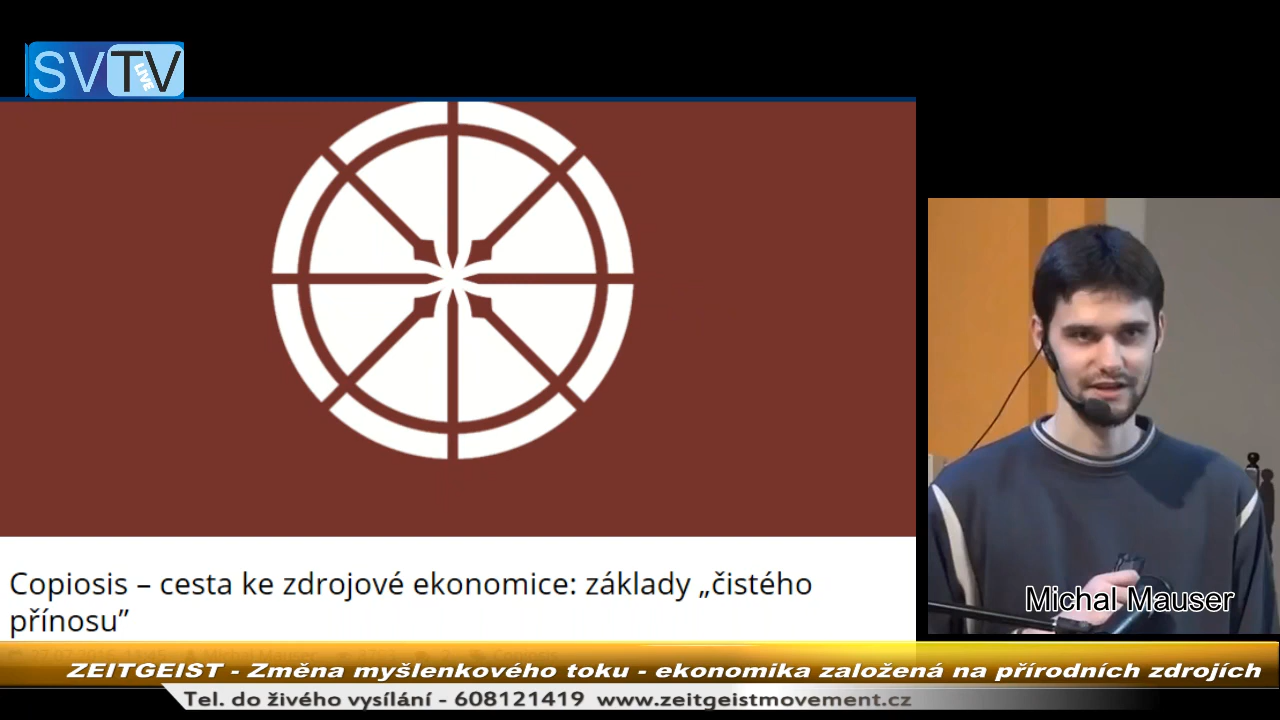 SVTV
LIVE
Copiosis – cesta ke zdrojové ekonomice: základy „čistého
přínosu”
Michal Mauser
ZEITGEIST - Změna myšlenkového toku - ekonomika založená na přírodních zdrojích
Tel. do živého vysílání - 608121419 www.zeitgeistmovement.cz